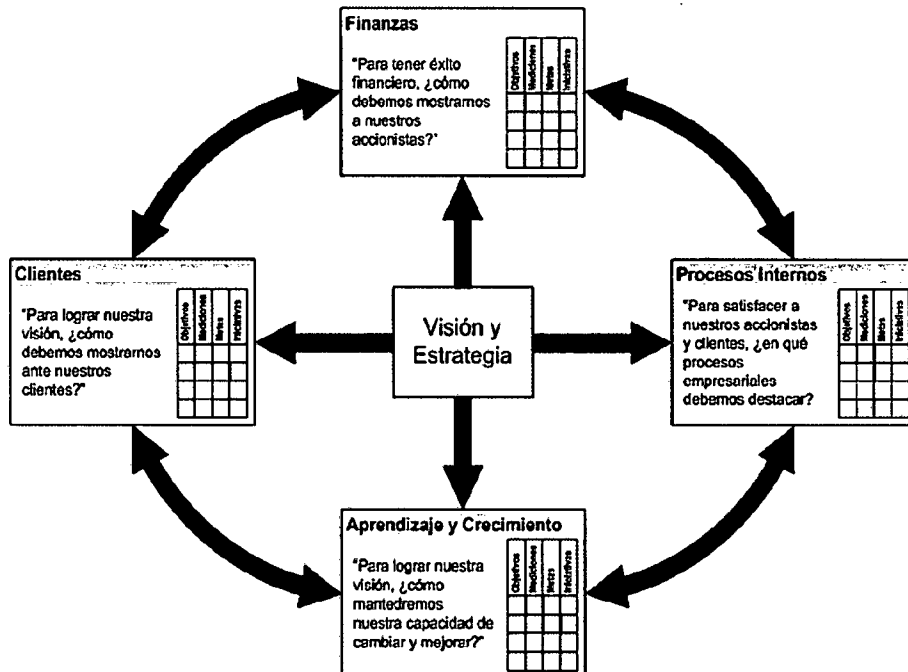 Finanzas
"Para tener éxito
financiero, ¿cómo
debemos mostrarnos
a nuestros
accionistas?"
Objetivos
Mediciones
Metas
Iniciativas
Clientes
"Para lograr nuestra
visión, ¿cómo
debemos mostrarnos
ante nuestros
clientes?"
Objetivos
Mediciones
Metas
Iniciativas
Visión y
Estrategia
Procesos Internos
"Para satisfacer a
nuestros accionistas
y clientes, ¿en qué
procesos
empresariales
debemos destacar?
Objetivos
Mediciones
Metas
Iniciativas
Aprendizaje y Crecimiento
"Para lograr nuestra
visión, ¿cómo
mantedremos
nuestra capacidad de
cambiar y mejorar?"
Objetivos
Mediciones
Metas
Iniciativas